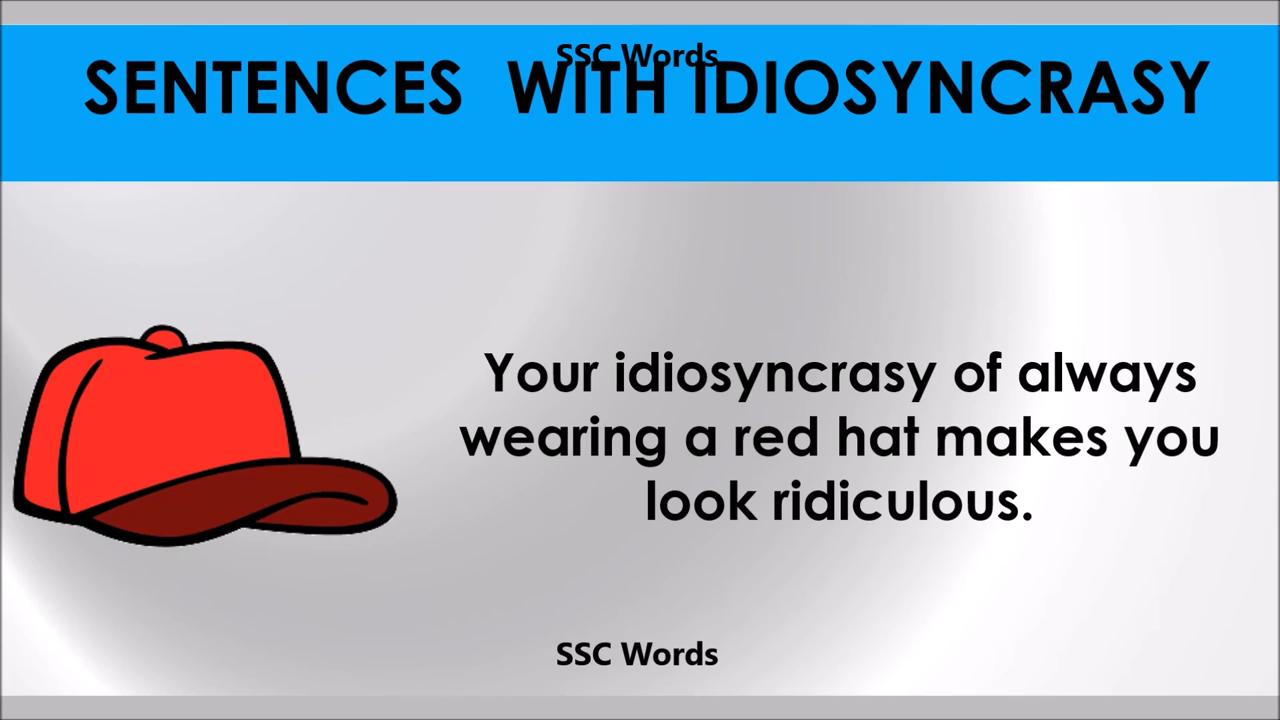 SSC Words
SENTENCES WITH IDIOSYNCRASY
Your idiosyncrasy of always
wearing a red hat makes you
look ridiculous.
SSC Words